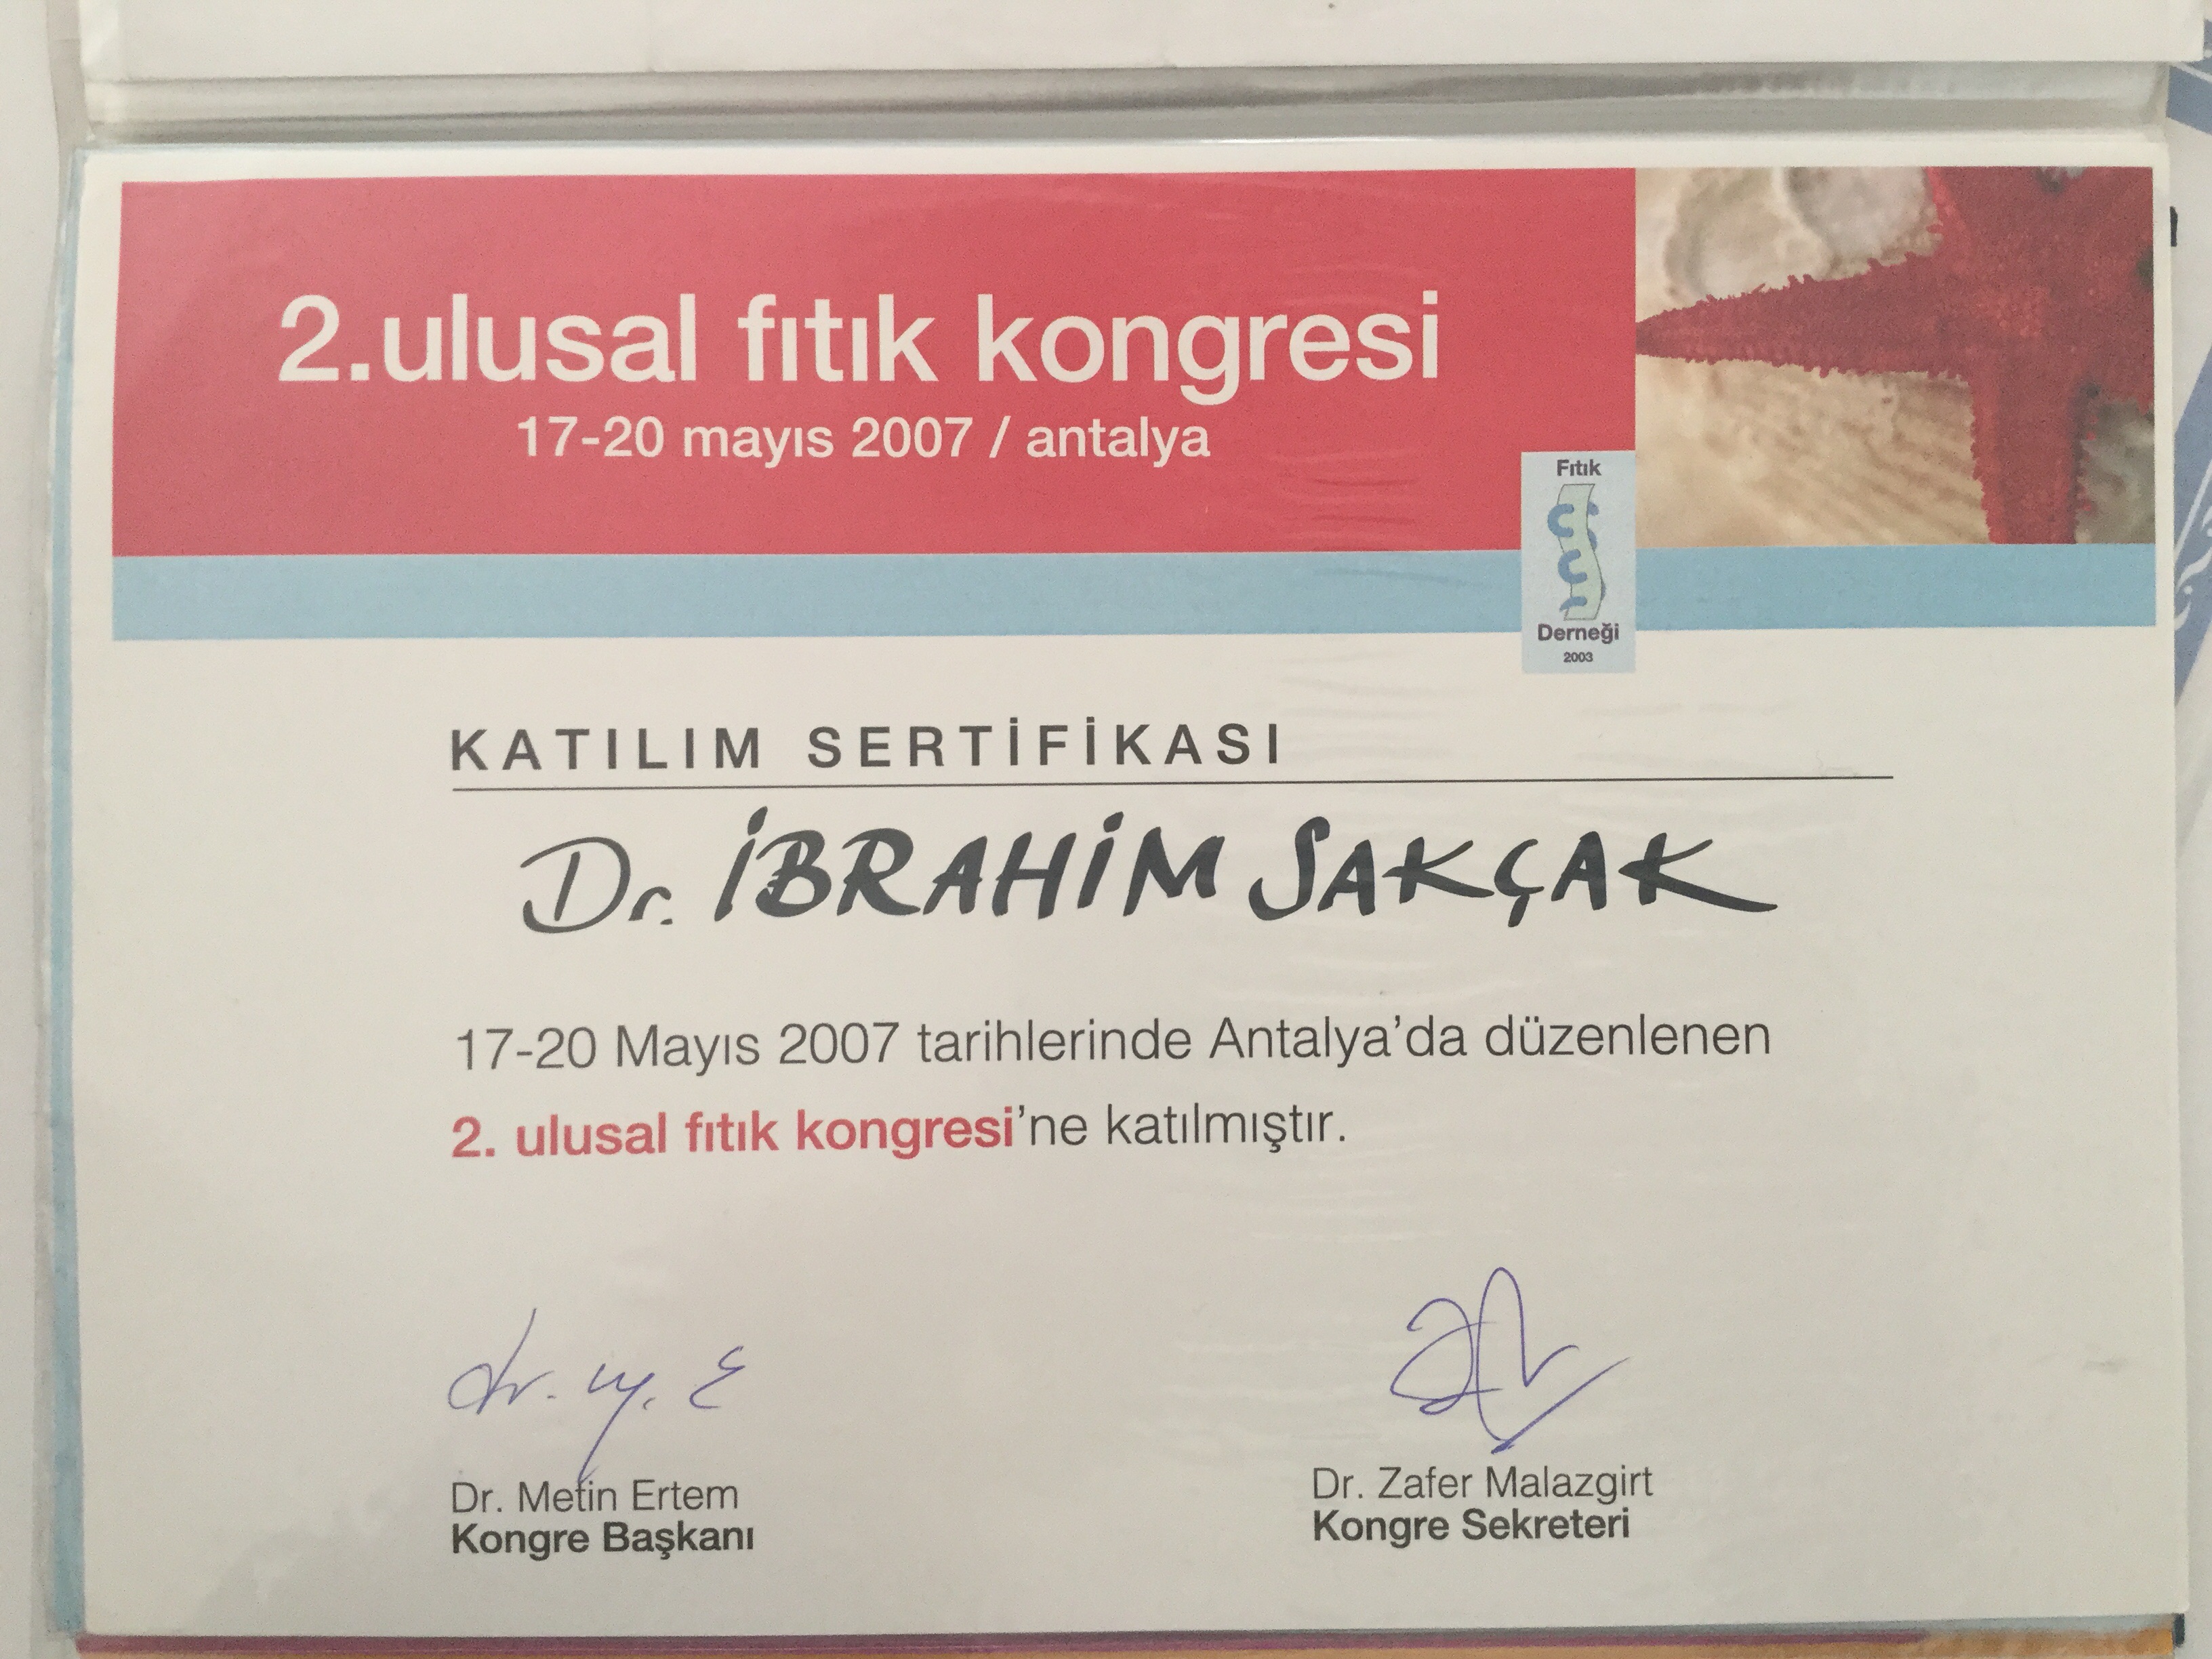 2.ulusal fıtık kongresi
17-20 mayıs 2007 / antalya
Fıtık
Derneği
2003
KATILIM SERTİFİKASI
Dr. İBRAHİM SAKÇAK
17-20 Mayıs 2007 tarihlerinde Antalya'da düzenlenen
2. ulusal fıtık kongresi'ne katılmıştır.
dr. m. E
Dr. Metin Ertem
Kongre Başkanı
Dr. Zafer Malazgirt
Kongre Sekreteri